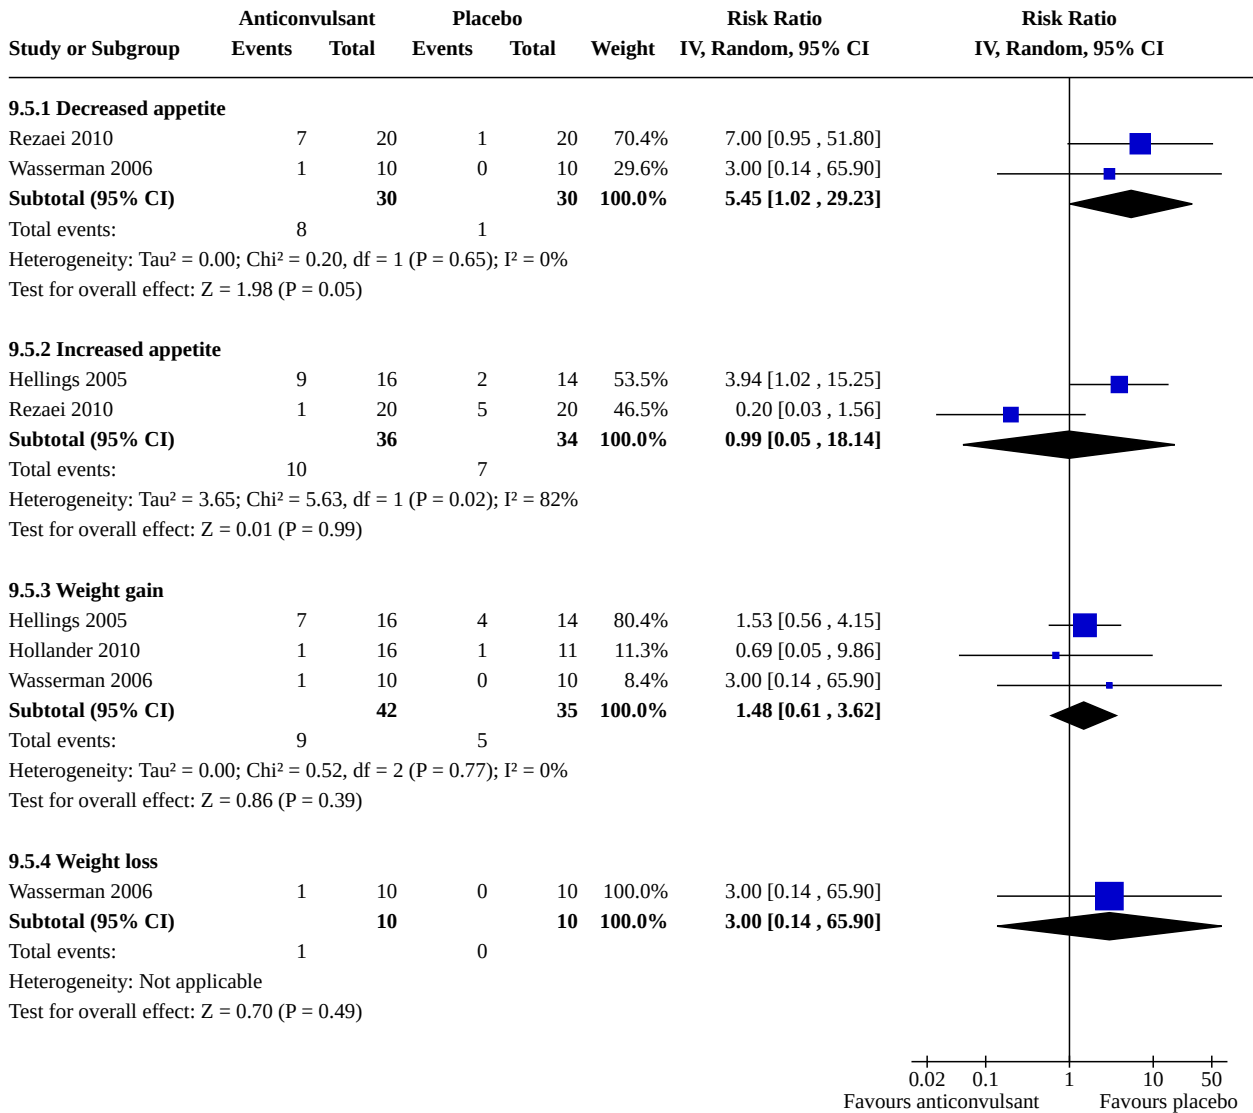 Anticonvulsant Placebo Risk Ratio Risk Ratio
Study or Subgroup Events Total Events Total Weight IV, Random, 95% CI IV, Random, 95% CI
9.5.1 Decreased appetite
Rezaei 2010 7 20 1 20 70.4% 7.00 [0.95 , 51.80]
Wasserman 2006 1 10 0 10 29.6% 3.00 [0.14 , 65.90]
Subtotal (95% CI) 30 30 100.0% 5.45 [1.02 , 29.23]
Total events: 8 1
Heterogeneity: Tau² = 0.00; Chi² = 0.20, df = 1 (P = 0.65); I² = 0%
Test for overall effect: Z = 1.98 (P = 0.05)
9.5.2 Increased appetite
Hellings 2005 9 16 2 14 53.5% 3.94 [1.02 , 15.25]
Rezaei 2010 1 20 5 20 46.5% 0.20 [0.03 , 1.56]
Subtotal (95% CI) 36 34 100.0% 0.99 [0.05 , 18.14]
Total events: 10 7
Heterogeneity: Tau² = 3.65; Chi² = 5.63, df = 1 (P = 0.02); I² = 82%
Test for overall effect: Z = 0.01 (P = 0.99)
9.5.3 Weight gain
Hellings 2005 7 16 4 14 80.4% 1.53 [0.56 , 4.15]
Hollander 2010 1 16 1 11 11.3% 0.69 [0.05 , 9.86]
Wasserman 2006 1 10 0 10 8.4% 3.00 [0.14 , 65.90]
Subtotal (95% CI) 42 35 100.0% 1.48 [0.61 , 3.62]
Total events: 9 5
Heterogeneity: Tau² = 0.00; Chi² = 0.52, df = 2 (P = 0.77); I² = 0%
Test for overall effect: Z = 0.86 (P = 0.39)
9.5.4 Weight loss
Wasserman 2006 1 10 0 10 100.0% 3.00 [0.14 , 65.90]
Subtotal (95% CI) 10 10 100.0% 3.00 [0.14 , 65.90]
Total events: 1 0
Heterogeneity: Not applicable
Test for overall effect: Z = 0.70 (P = 0.49)
0.02 0.1 1 10 50
Favours anticonvulsant Favours placebo